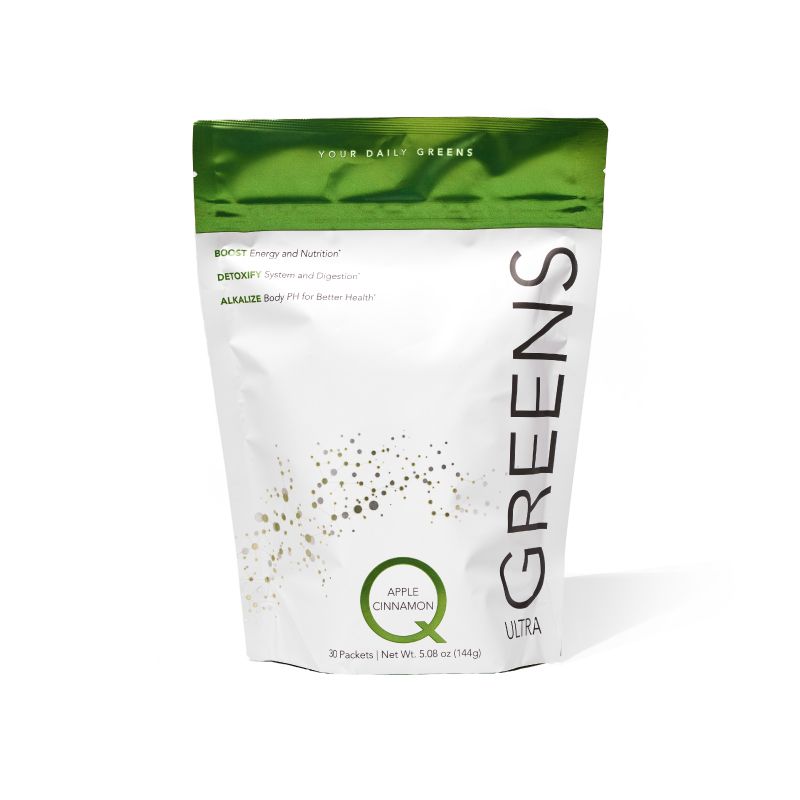 YOUR DAILY GREENS
BOOST Energy and Nutrition*
DETOXIFY System and Digestion*
ALKALIZE Body PH for Better Health*
GREENS
ULTRA
APPLE
CINNAMON
30 Packets | Net Wt. 5.08 oz (144g)